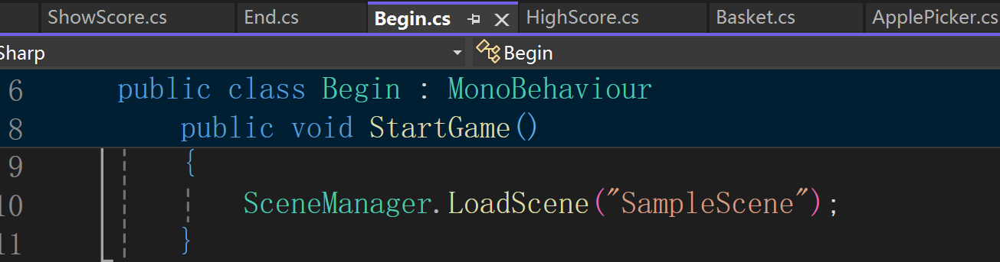 ShowScore.cs End.cs Begin.cs HighScore.cs Basket.cs ApplePicker.cs
Sharp Begin
6 public class Begin : MonoBehaviour
8 public void StartGame()
9 {
10 SceneManager.LoadScene("SampleScene");
11 }